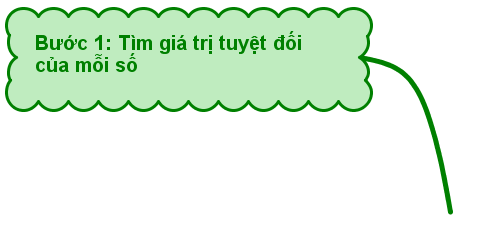 Bước 1: Tìm giá trị tuyệt đối
của mỗi số